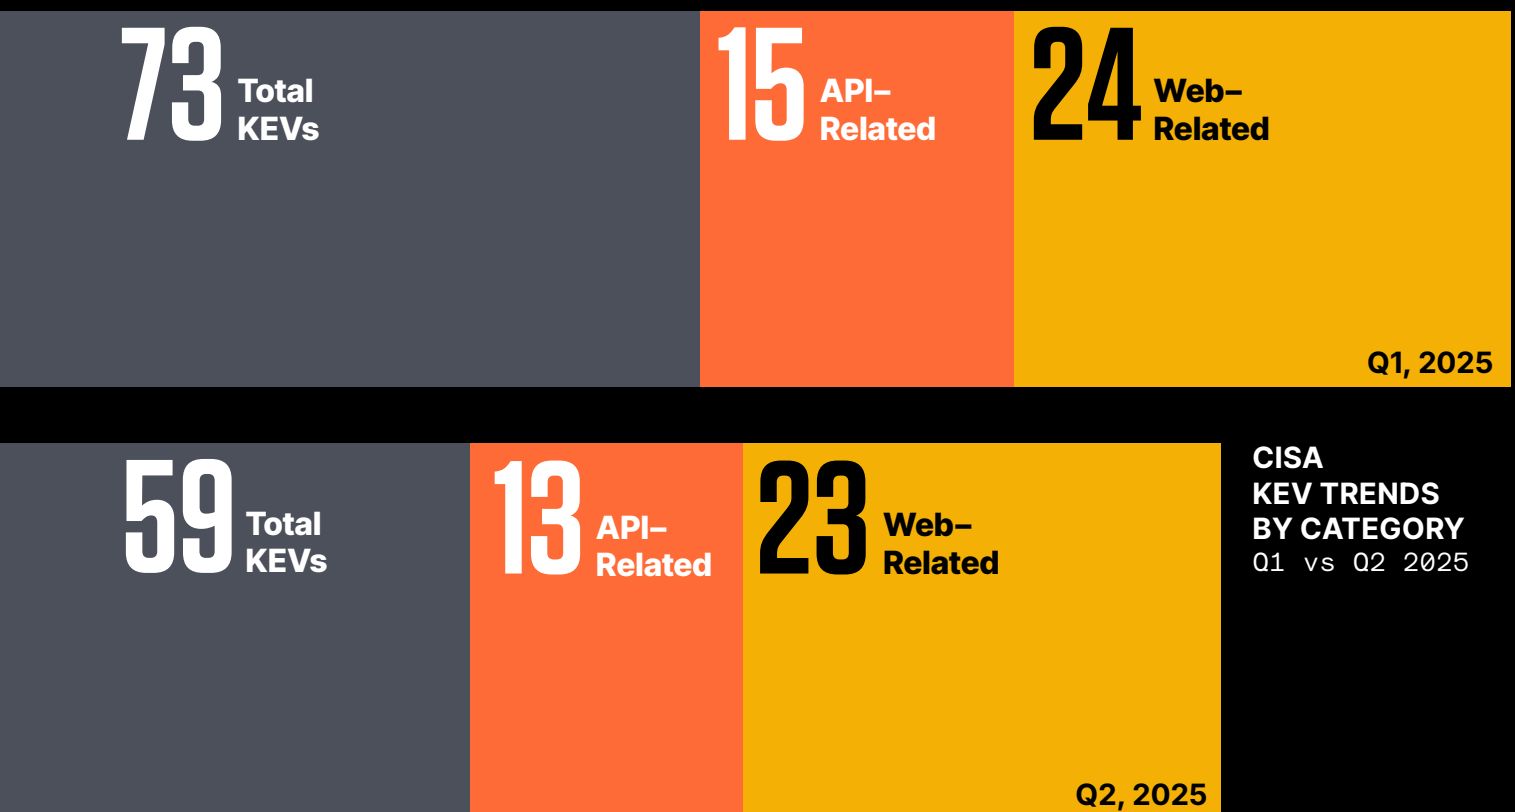 73 Total
KEVs
15 API–
Related
24 Web–
Related
Q1, 2025
59 Total
KEVs
13 API–
Related
23 Web–
Related
Q2, 2025
CISA
KEV TRENDS
BY CATEGORY
Q1 vs Q2 2025